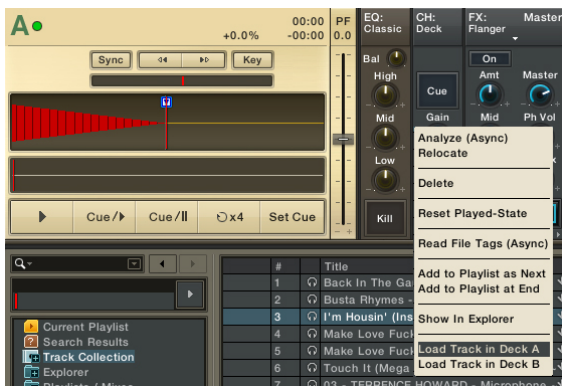 A
00:00
+0.0% -00:00
PF
0.0
EQ:
Classic
CH:
Deck
FX:
Flanger
Master
Sync
Key
Bal
High
Mid
Low
Kill
Cue
Gain
On
Amt
Master
Mid
Ph Vol
Cue/
Cue/II
x4
Set Cue
Analyze (Async)
Relocate
Delete
Reset Played-State
Read File Tags (Async)
Add to Playlist as Next
Add to Playlist at End
Show In Explorer
Load Track in Deck A
Load Track in Deck B
Current Playlist
Search Results
Track Collection
Explorer
Playlists / Mixes
# Title
1 Back In The Ga
2 Busta Rhymes -
3 I'm Housin' (Ins
4 Make Love Fuck
5 Make Love Fuck
6 Touch It (Mega
7 03 - TERRENCE HOWARD - Microphone